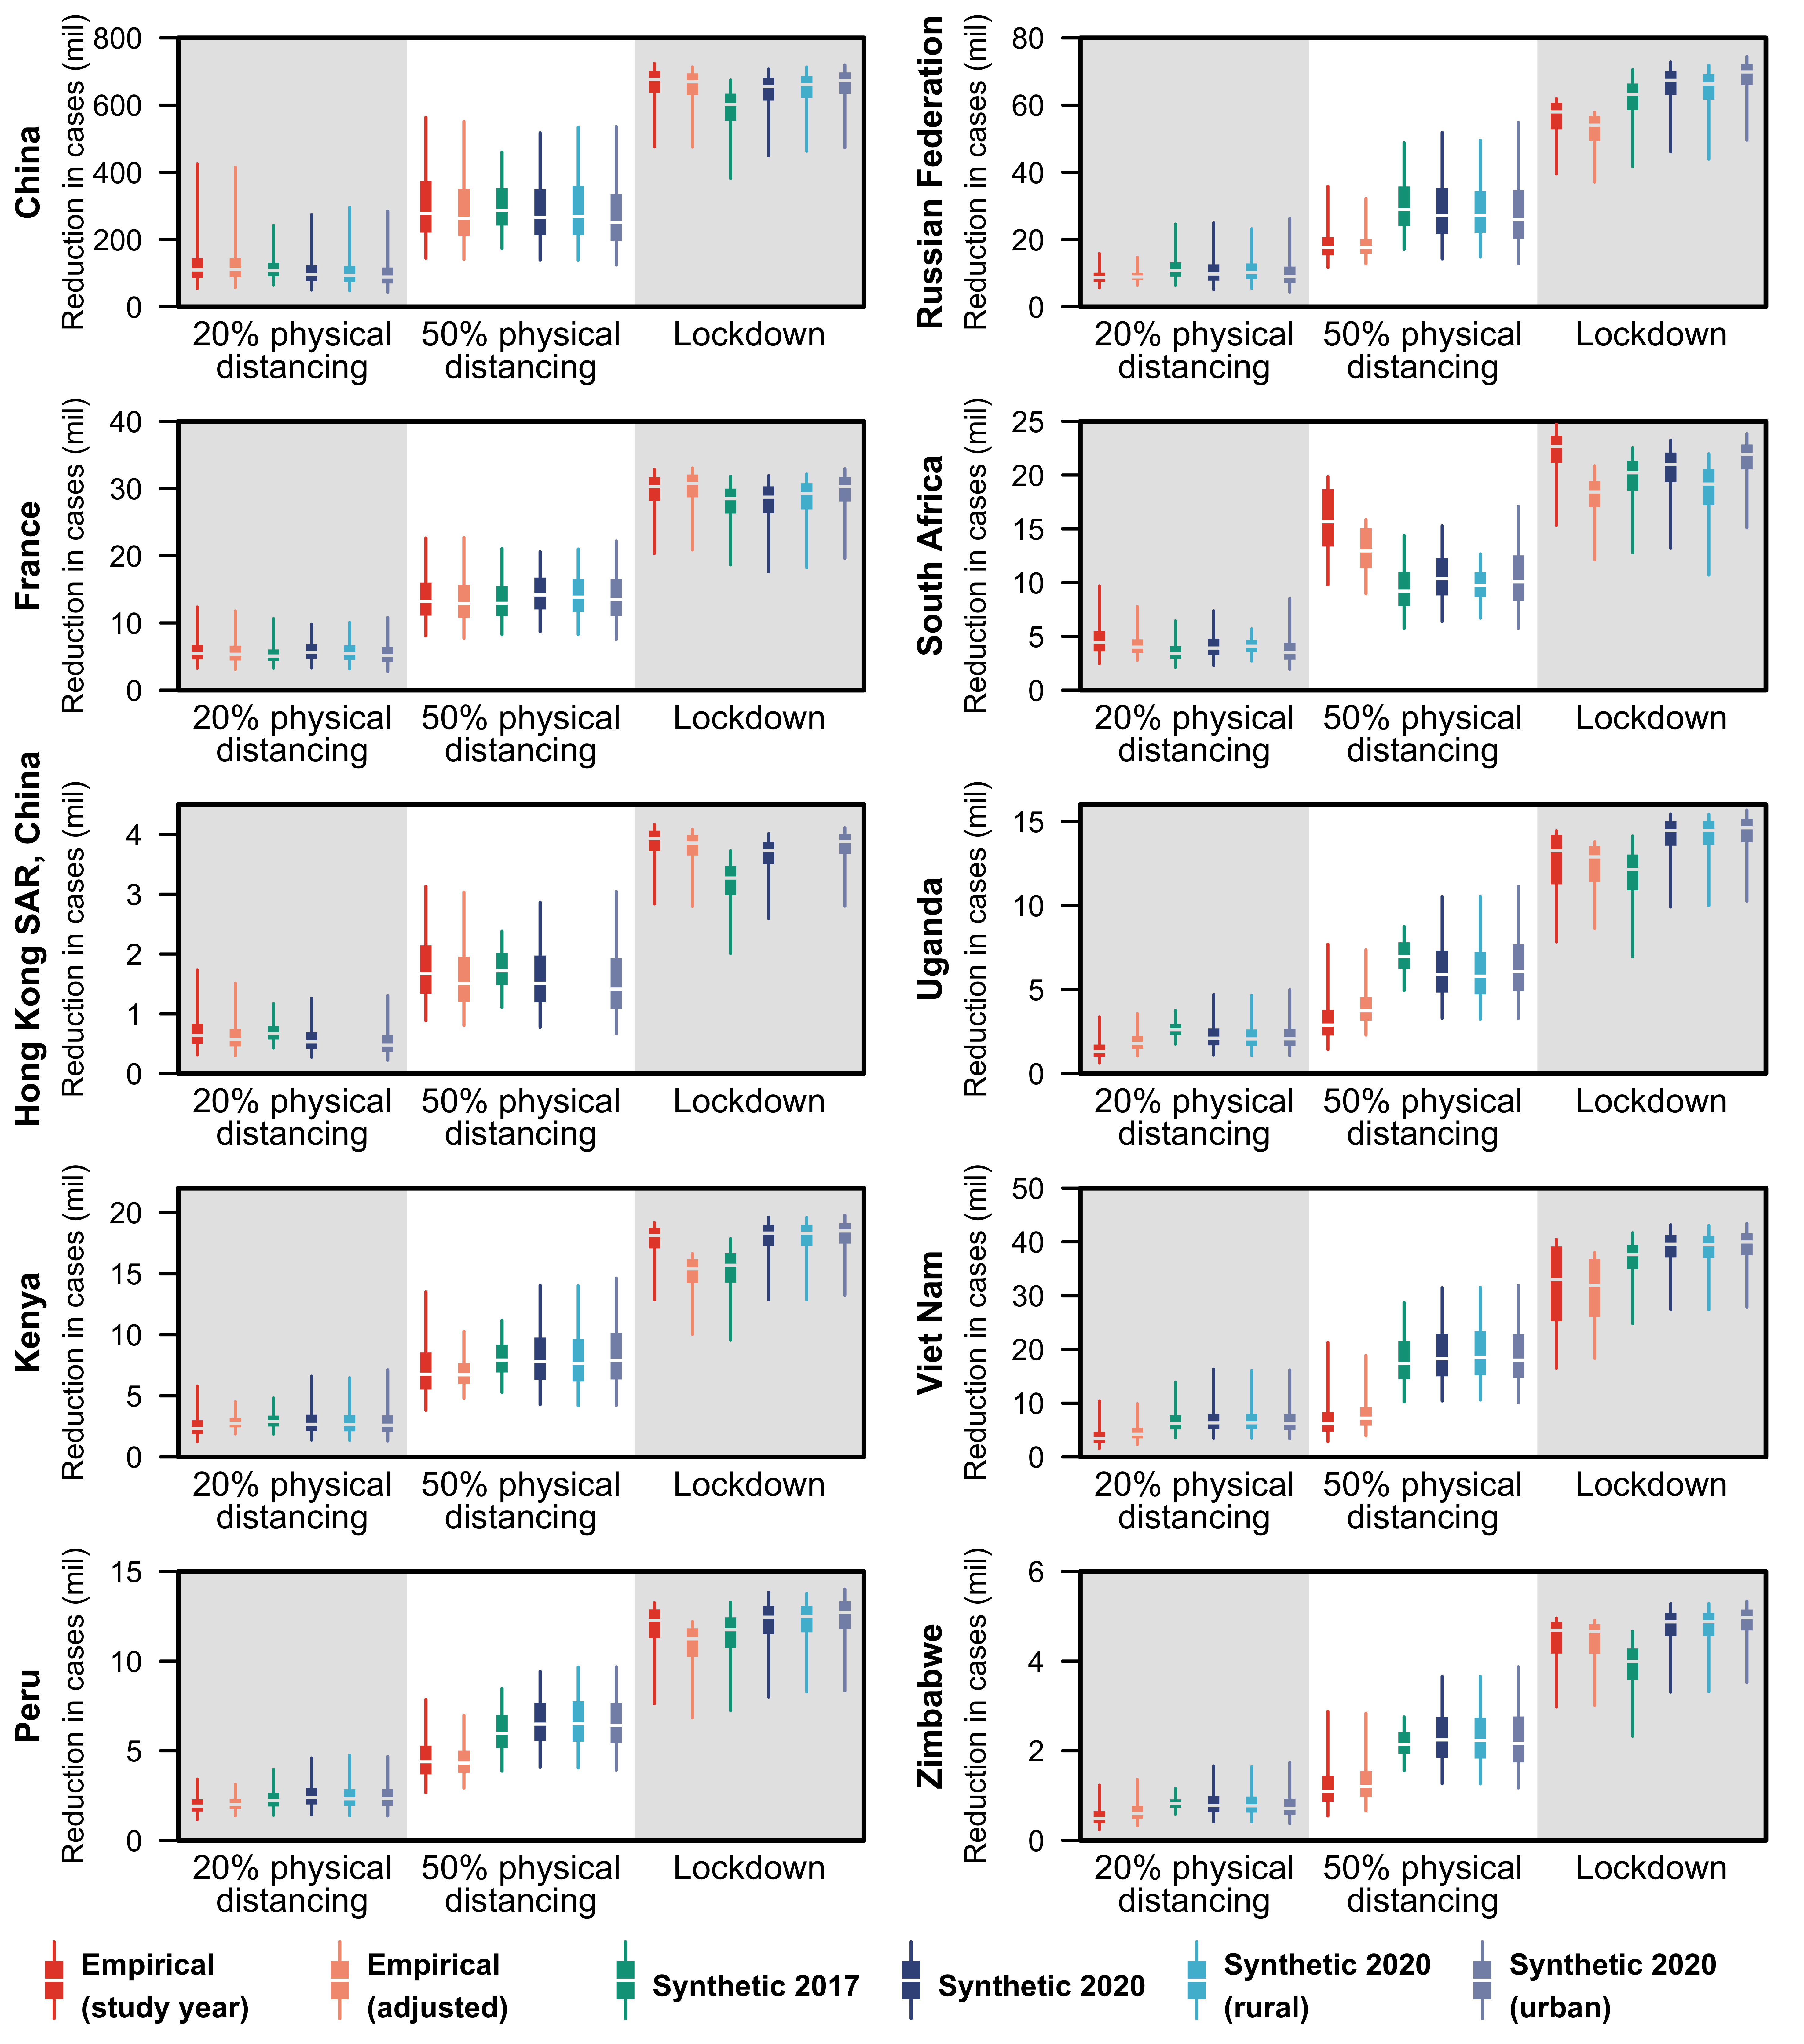 China
Reduction in cases (mil)
800
600
400
200
0
20% physical
distancing
50% physical
distancing
Lockdown
Russian Federation
Reduction in cases (mil)
80
60
40
20
0
20% physical
distancing
50% physical
distancing
Lockdown
France
Reduction in cases (mil)
40
30
20
10
0
20% physical
distancing
50% physical
distancing
Lockdown
South Africa
Reduction in cases (mil)
25
20
15
10
5
0
20% physical
distancing
50% physical
distancing
Lockdown
Hong Kong SAR, China
Reduction in cases (mil)
4
3
2
1
0
20% physical
distancing
50% physical
distancing
Lockdown
Uganda
Reduction in cases (mil)
15
10
5
0
20% physical
distancing
50% physical
distancing
Lockdown
Kenya
Reduction in cases (mil)
20
15
10
5
0
20% physical
distancing
50% physical
distancing
Lockdown
Viet Nam
Reduction in cases (mil)
50
40
30
20
10
0
20% physical
distancing
50% physical
distancing
Lockdown
Peru
Reduction in cases (mil)
15
10
5
0
20% physical
distancing
50% physical
distancing
Lockdown
Zimbabwe
Reduction in cases (mil)
6
4
2
0
20% physical
distancing
50% physical
distancing
Lockdown
Empirical
(study year)
Empirical
(adjusted)
Synthetic 2017
Synthetic 2020
Synthetic 2020
(rural)
Synthetic 2020
(urban)